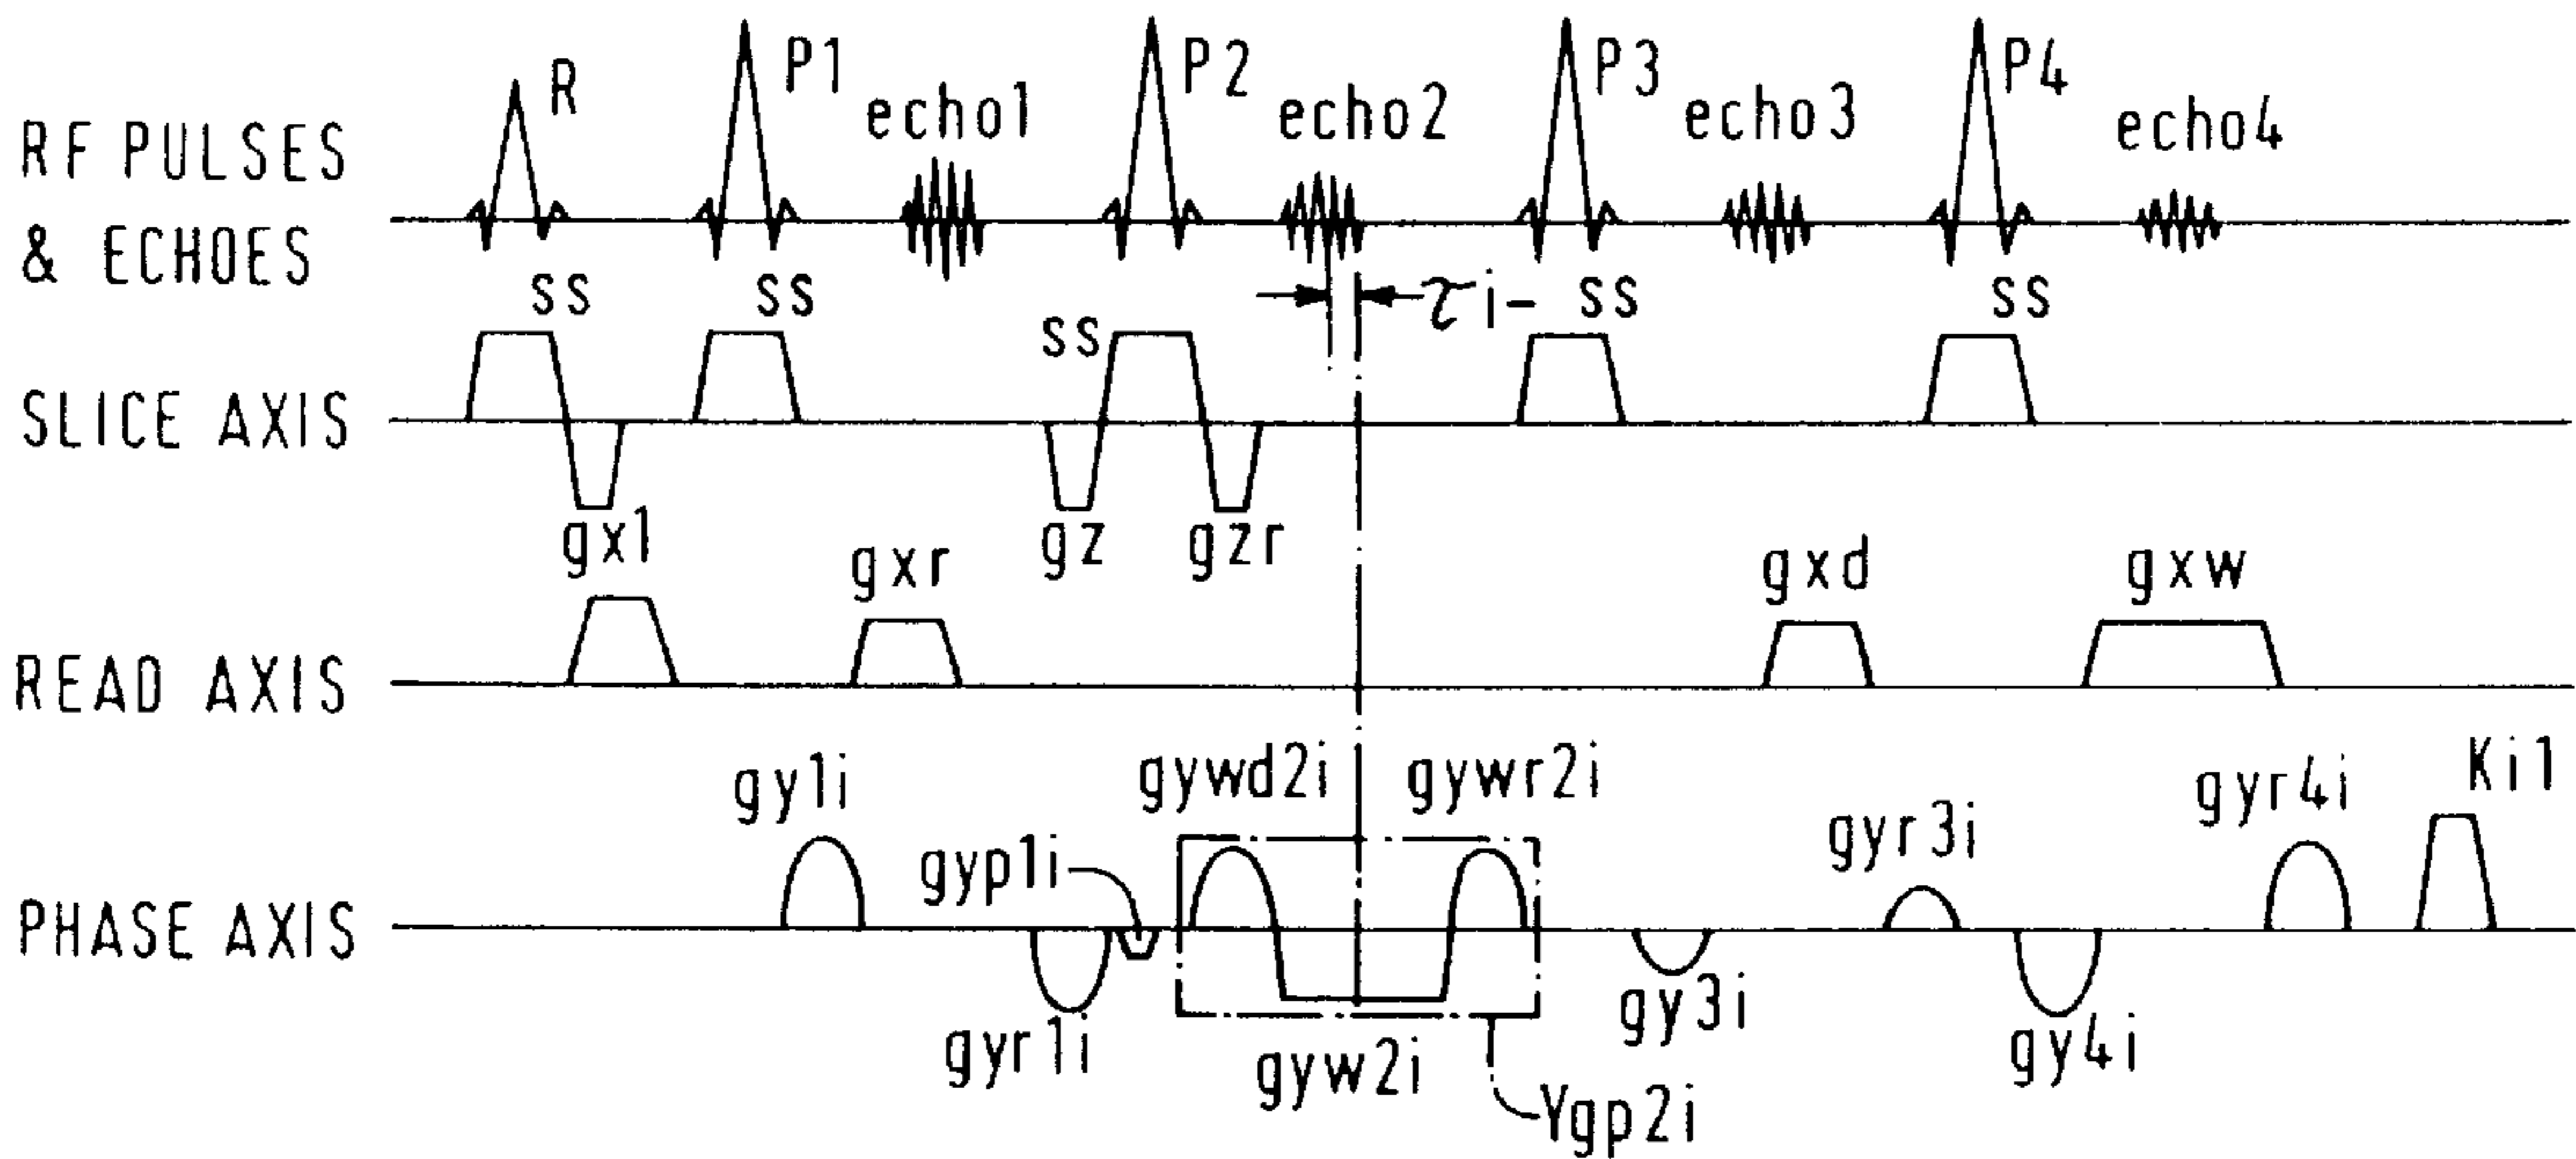 RF PULSES
& ECHOES
R
P1
echo1
P2
echo2
P3
echo3
P4
echo4
ss
ss
ss
τi-
ss
ss
SLICE AXIS
gz
gzr
READ AXIS
gx1
gxr
gxd
gxw
PHASE AXIS
gy1i
gyr1i
gyp1i
gywd2i
gyw2i
gywr2i
Ygp2i
gy3i
gyr3i
gy4i
gyr4i
Ki1